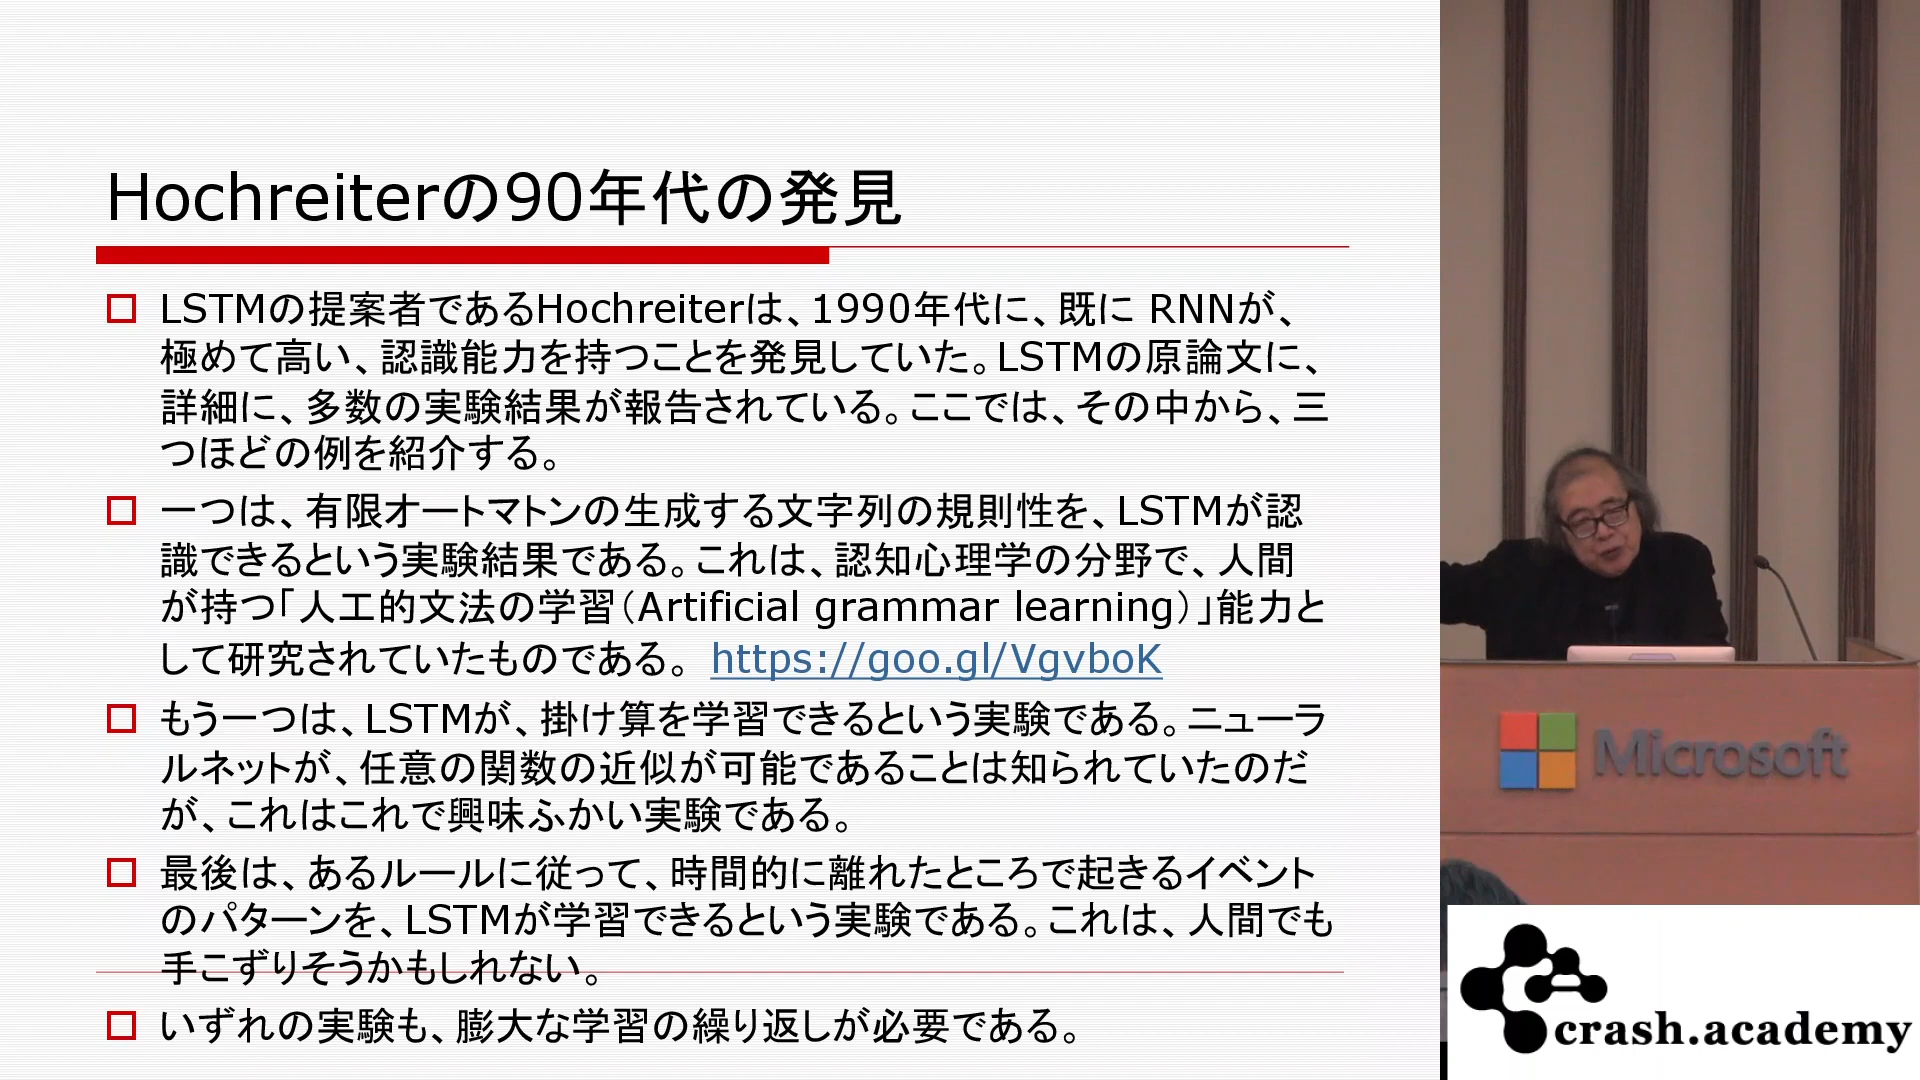 Hochreiterの90年代の発見
LSTMの提案者であるHochreiterは、1990年代に、既に RNNが、
極めて高い、認識能力を持つことを発見していた。LSTMの原論文に、
詳細に、多数の実験結果が報告されている。ここでは、その中から、三
つほどの例を紹介する。
一つは、有限オートマトンの生成する文字列の規則性を、LSTMが認
識できるという実験結果である。これは、認知心理学の分野で、人間
が持つ「人工的文法の学習（Artificial grammar learning）」能力と
して研究されていたものである。 https://goo.gl/VgvboK
もう一つは、LSTMが、掛け算を学習できるという実験である。ニューラ
ルネットが、任意の関数の近似が可能であることは知られていたのだ
が、これはこれで興味ふかい実験である。
最後は、あるルールに従って、時間的に離れたところで起きるイベント
のパターンを、LSTMが学習できるという実験である。これは、人間でも
手こずりそうかもしれない。
いずれの実験も、膨大な学習の繰り返しが必要である。
Microsoft
crash.academy